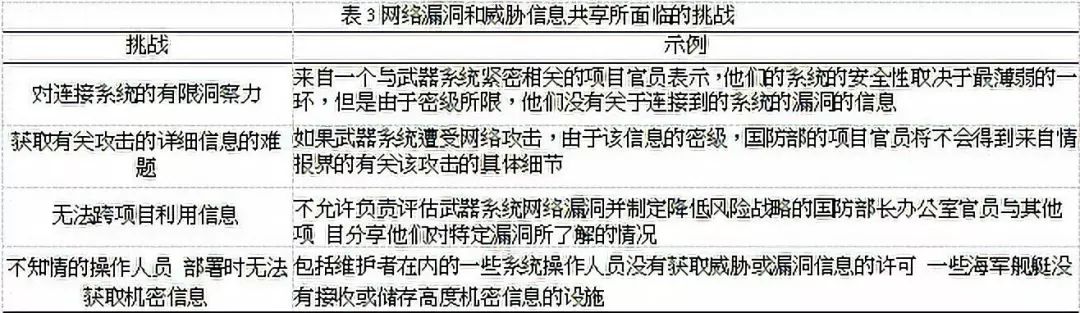 表3网络漏洞和威胁信息共享所面临的挑战
挑战
示例
对连接系统的有限洞察力
来自一个与武器系统紧密相关的项目官员表示，他们的系统的安全性取决于最薄弱的一
环，但是由于密级所限，他们没有关于连接到的系统的漏洞的信息
获取有关攻击的详细信息的难
题
如果武器系统遭受网络攻击，由于该信息的密级，国防部的项目官员将不会得到来自情
报界的有关该攻击的具体细节
无法跨项目利用信息
不允许负责评估武器系统网络漏洞并制定降低风险战略的国防部长办公室官员与其他
项 目分享他们对特定漏洞所了解的情况
不知情的操作人员 部署时无法
获取机密信息
包括维护者在内的一些系统操作人员没有获取威胁或漏洞信息的许可 一些海军舰艇没
有接收或储存高度机密信息的设施